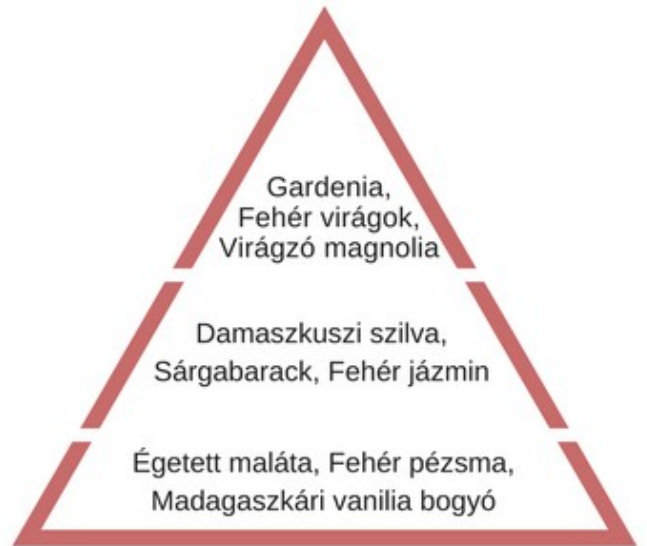 Gardenia,
Fehér virágok,
Virágzó magnolia
Damaszkuszi szilva,
Sárgabarack, Fehér jázmin
Égetett maláta, Fehér pézsma,
Madagaszkári vanilia bogyó